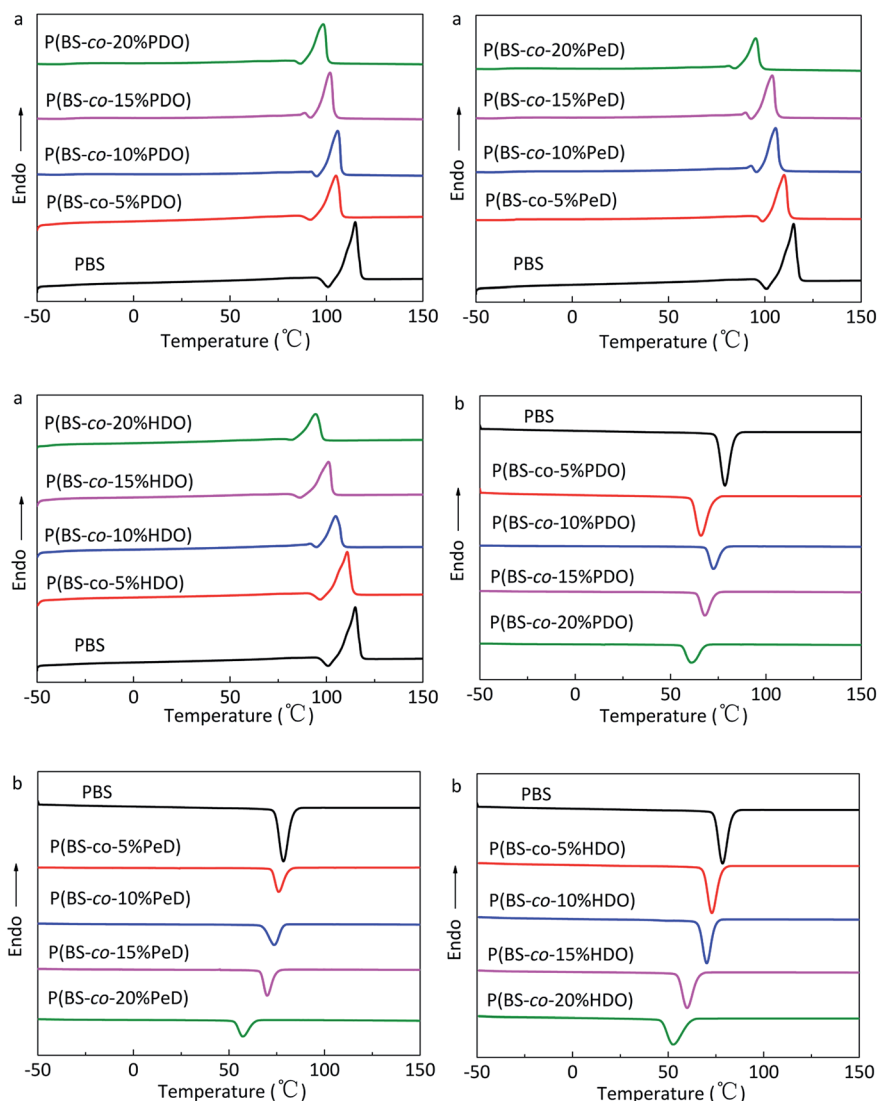 a
P(BS-co-20%PDO)
P(BS-co-15%PDO)
P(BS-co-10%PDO)
P(BS-co-5%PDO)
PBS
Endo
-50 0 50 100 150
Temperature (℃)
P(BS-co-20%PeD)
P(BS-co-15%PeD)
P(BS-co-10%PeD)
P(BS-co-5%PeD)
PBS
Endo
-50 0 50 100 150
Temperature (℃)
a
P(BS-co-20%HDO)
P(BS-co-15%HDO)
P(BS-co-10%HDO)
P(BS-co-5%HDO)
PBS
Endo
-50 0 50 100 150
Temperature (℃)
b
PBS
P(BS-co-5%PDO)
P(BS-co-10%PDO)
P(BS-co-15%PDO)
P(BS-co-20%PDO)
Endo
-50 0 50 100 150
Temperature (℃)
b
PBS
P(BS-co-5%PeD)
P(BS-co-10%PeD)
P(BS-co-15%PeD)
P(BS-co-20%PeD)
Endo
-50 0 50 100 150
Temperature (℃)
b
PBS
P(BS-co-5%HDO)
P(BS-co-10%HDO)
P(BS-co-15%HDO)
P(BS-co-20%HDO)
Endo
-50 0 50 100 150
Temperature (℃)